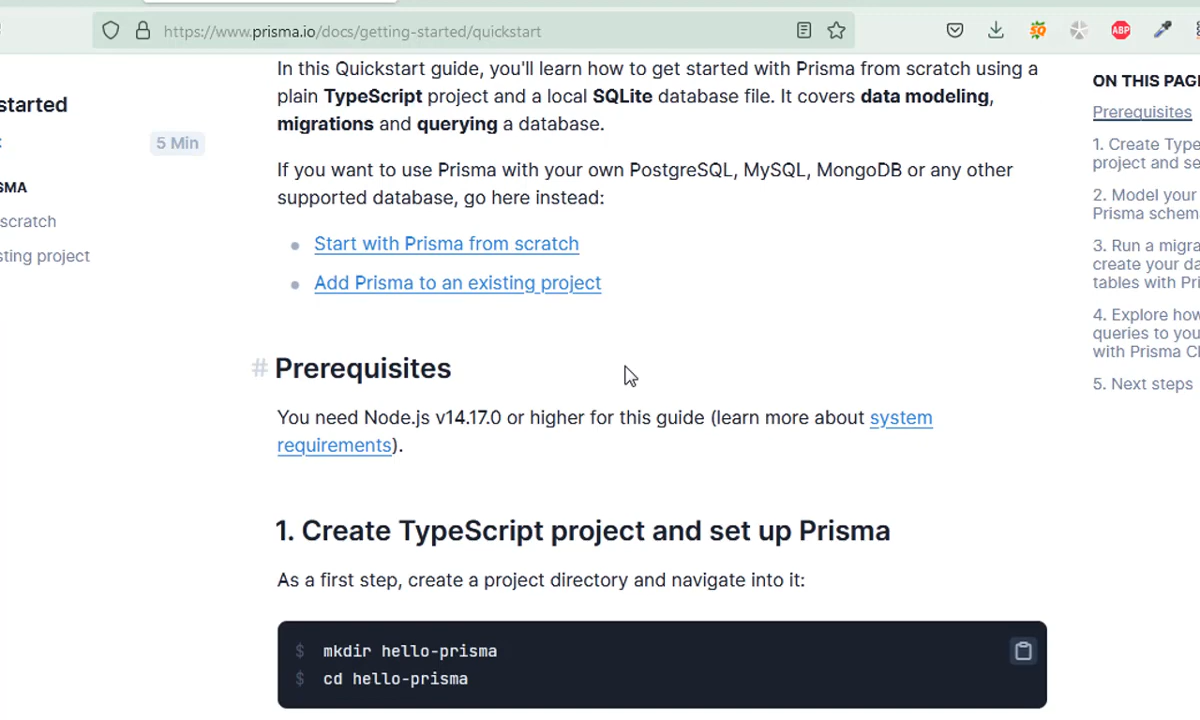 https://www.prisma.io/docs/getting-started/quickstart
ABP
started
5 Min
SMA
scratch
sting project
In this Quickstart guide, you'll learn how to get started with Prisma from scratch using a
plain TypeScript project and a local SQLite database file. It covers data modeling,
migrations and querying a database.
If you want to use Prisma with your own PostgreSQL, MySQL, MongoDB or any other
supported database, go here instead:
Start with Prisma from scratch
Add Prisma to an existing project
# Prerequisites
You need Node.js v14.17.0 or higher for this guide (learn more about system
requirements).
1. Create TypeScript project and set up Prisma
As a first step, create a project directory and navigate into it:
$ mkdir hello-prisma
$ cd hello-prisma
ON THIS PAGE
Prerequisites
1. Create Type
project and se
2. Model your
Prisma schem
3. Run a migra
create your da
tables with Pri
4. Explore how
queries to you
with Prisma Cl
5. Next steps